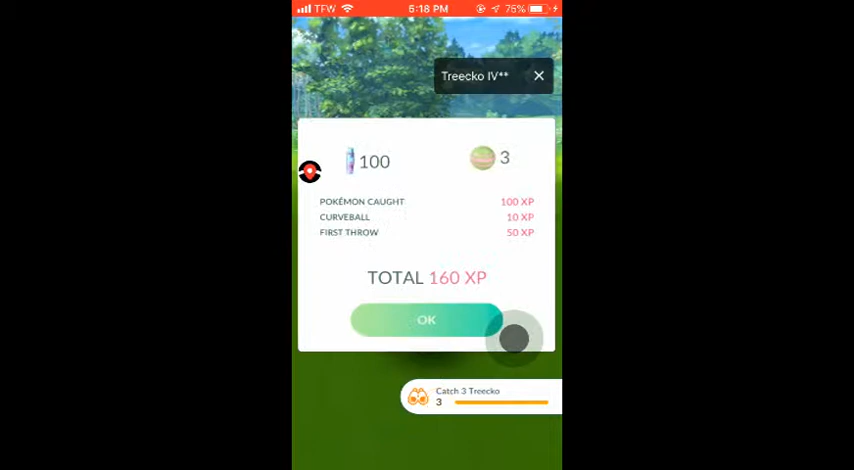 TFW 5:18 PM 75%
Treecko IV** ✕
100 3
POKÉMON CAUGHT 100 XP
CURVEBALL 10 XP
FIRST THROW 50 XP
TOTAL 160 XP
OK
Catch 3 Treecko
3